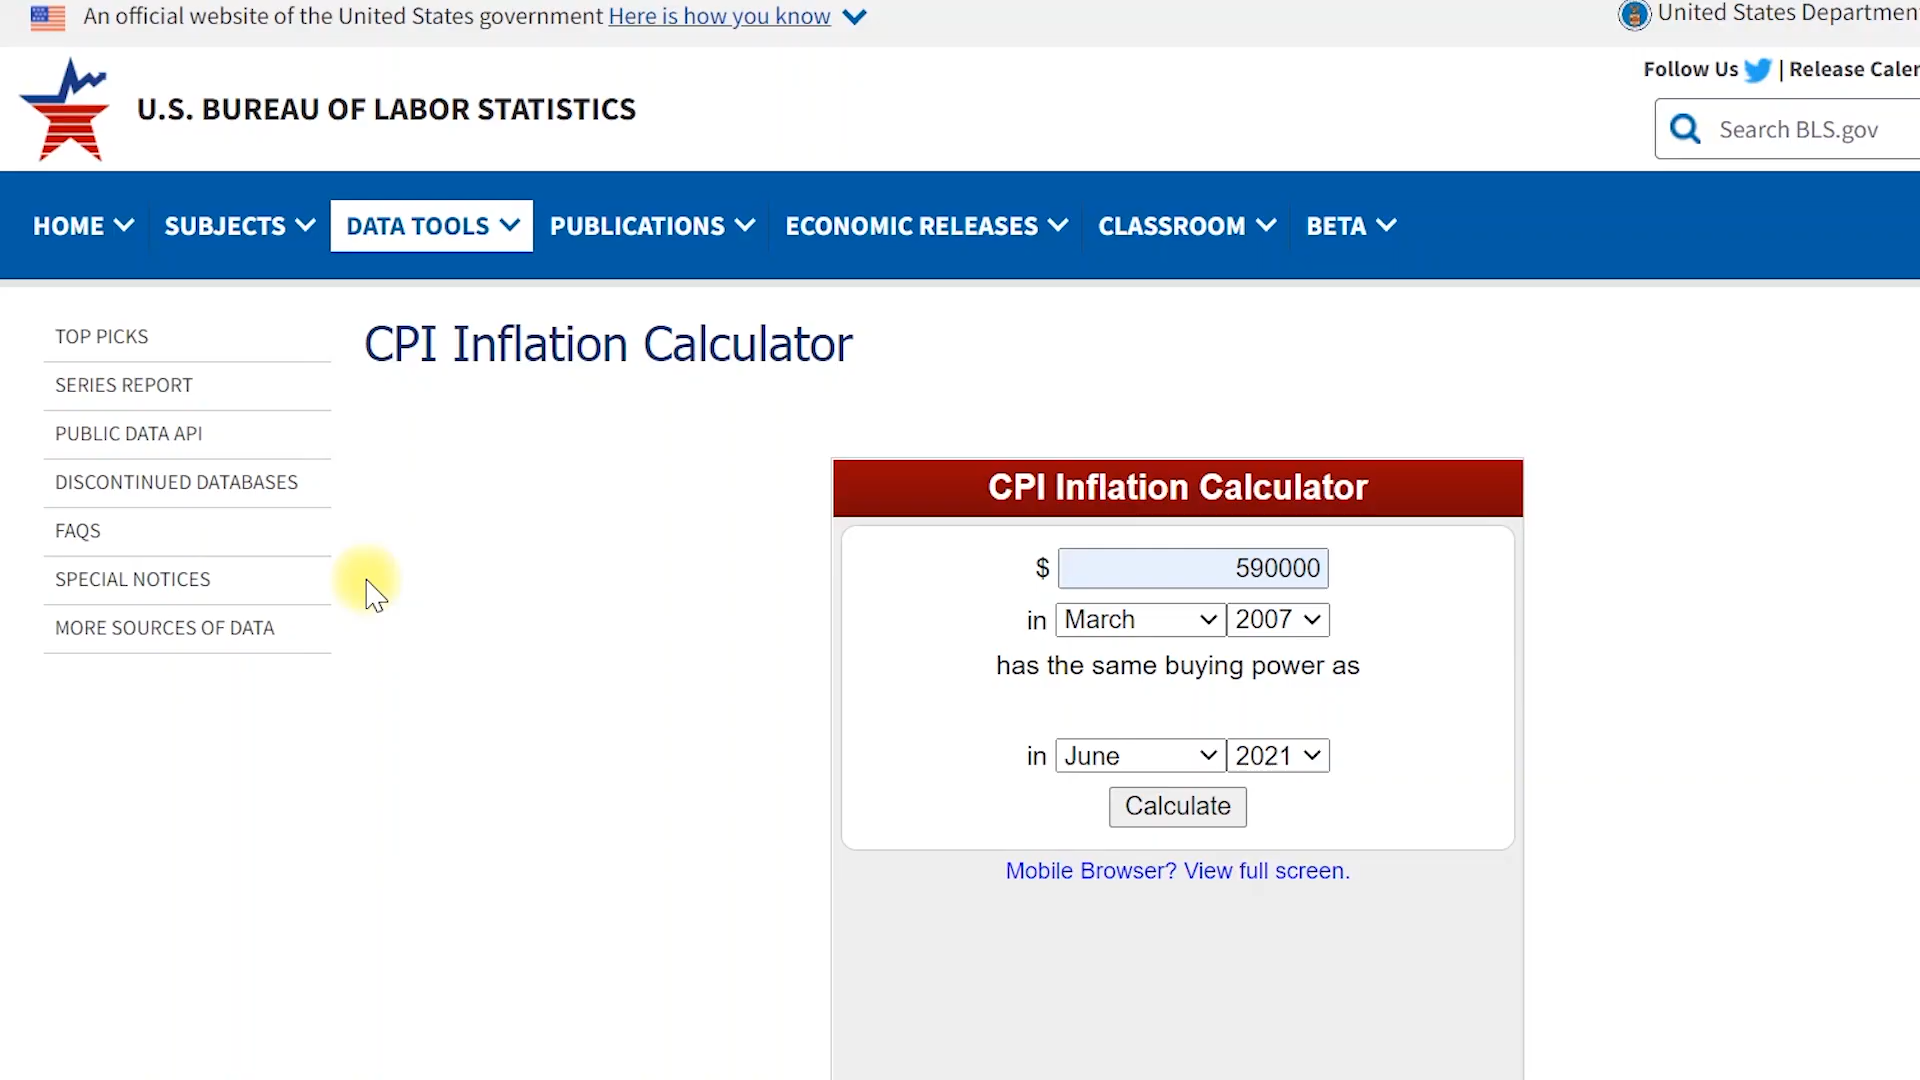 An official website of the United States government Here is how you know
United States Departmen
Follow Us | Release Caler
U.S. BUREAU OF LABOR STATISTICS
Search BLS.gov
HOME SUBJECTS DATA TOOLS PUBLICATIONS ECONOMIC RELEASES CLASSROOM BETA
TOP PICKS
SERIES REPORT
PUBLIC DATA API
DISCONTINUED DATABASES
FAQS
SPECIAL NOTICES
MORE SOURCES OF DATA
CPI Inflation Calculator
CPI Inflation Calculator
$ 590000
in March 2007
has the same buying power as
in June 2021
Calculate
Mobile Browser? View full screen.